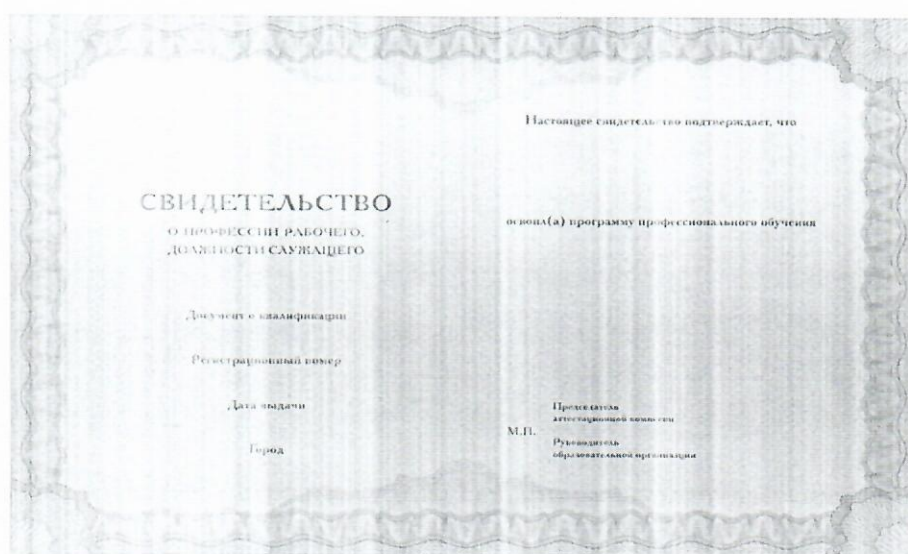 СВИДЕТЕЛЬСТВО
О ПРОФЕССИИ РАБОЧЕГО,
ДОЛЖНОСТИ СЛУЖАЩЕГО
Документ о квалификации
Регистрационный номер
Дата выдачи
Город
Настоящее свидетельство подтверждает, что
освоил(а) программу профессионального обучения
Председатель
аттестационной комиссии
М.П.
Руководитель
образовательной организации